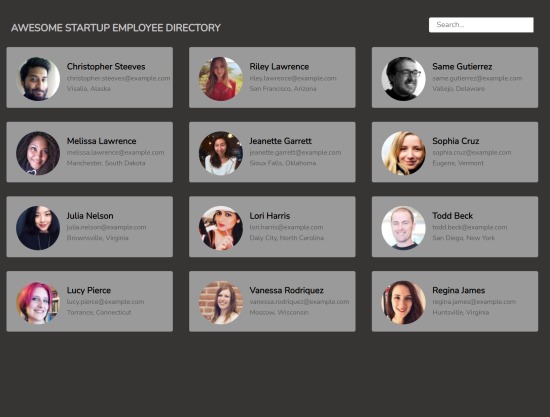 AWESOME STARTUP EMPLOYEE DIRECTORY
Search...
Christopher Steeves
christopher.steeves@example.com
Visalia, Alaska
Riley Lawrence
riley.lawrence@example.com
San Francisco, Arizona
Same Gutierrez
same.gutierrez@example.com
Vallejo, Delaware
Melissa Lawrence
melissa.lawrence@example.com
Manchester, South Dakota
Jeanette Garrett
jeanette.garrett@example.com
Sioux Falls, Oklahoma
Sophia Cruz
sophia.cruz@example.com
Eugene, Vermont
Julia Nelson
julia.nelson@example.com
Brownsville, Virginia
Lori Harris
lori.harris@example.com
Daly City, North Carolina
Todd Beck
todd.beck@example.com
San Diego, New York
Lucy Pierce
lucy.pierce@example.com
Torrance, Connecticut
Vanessa Rodriquez
vanessa.rodriquez@example.com
Moscow, Wisconsin
Regina James
regina.james@example.com
Huntsville, Virginia